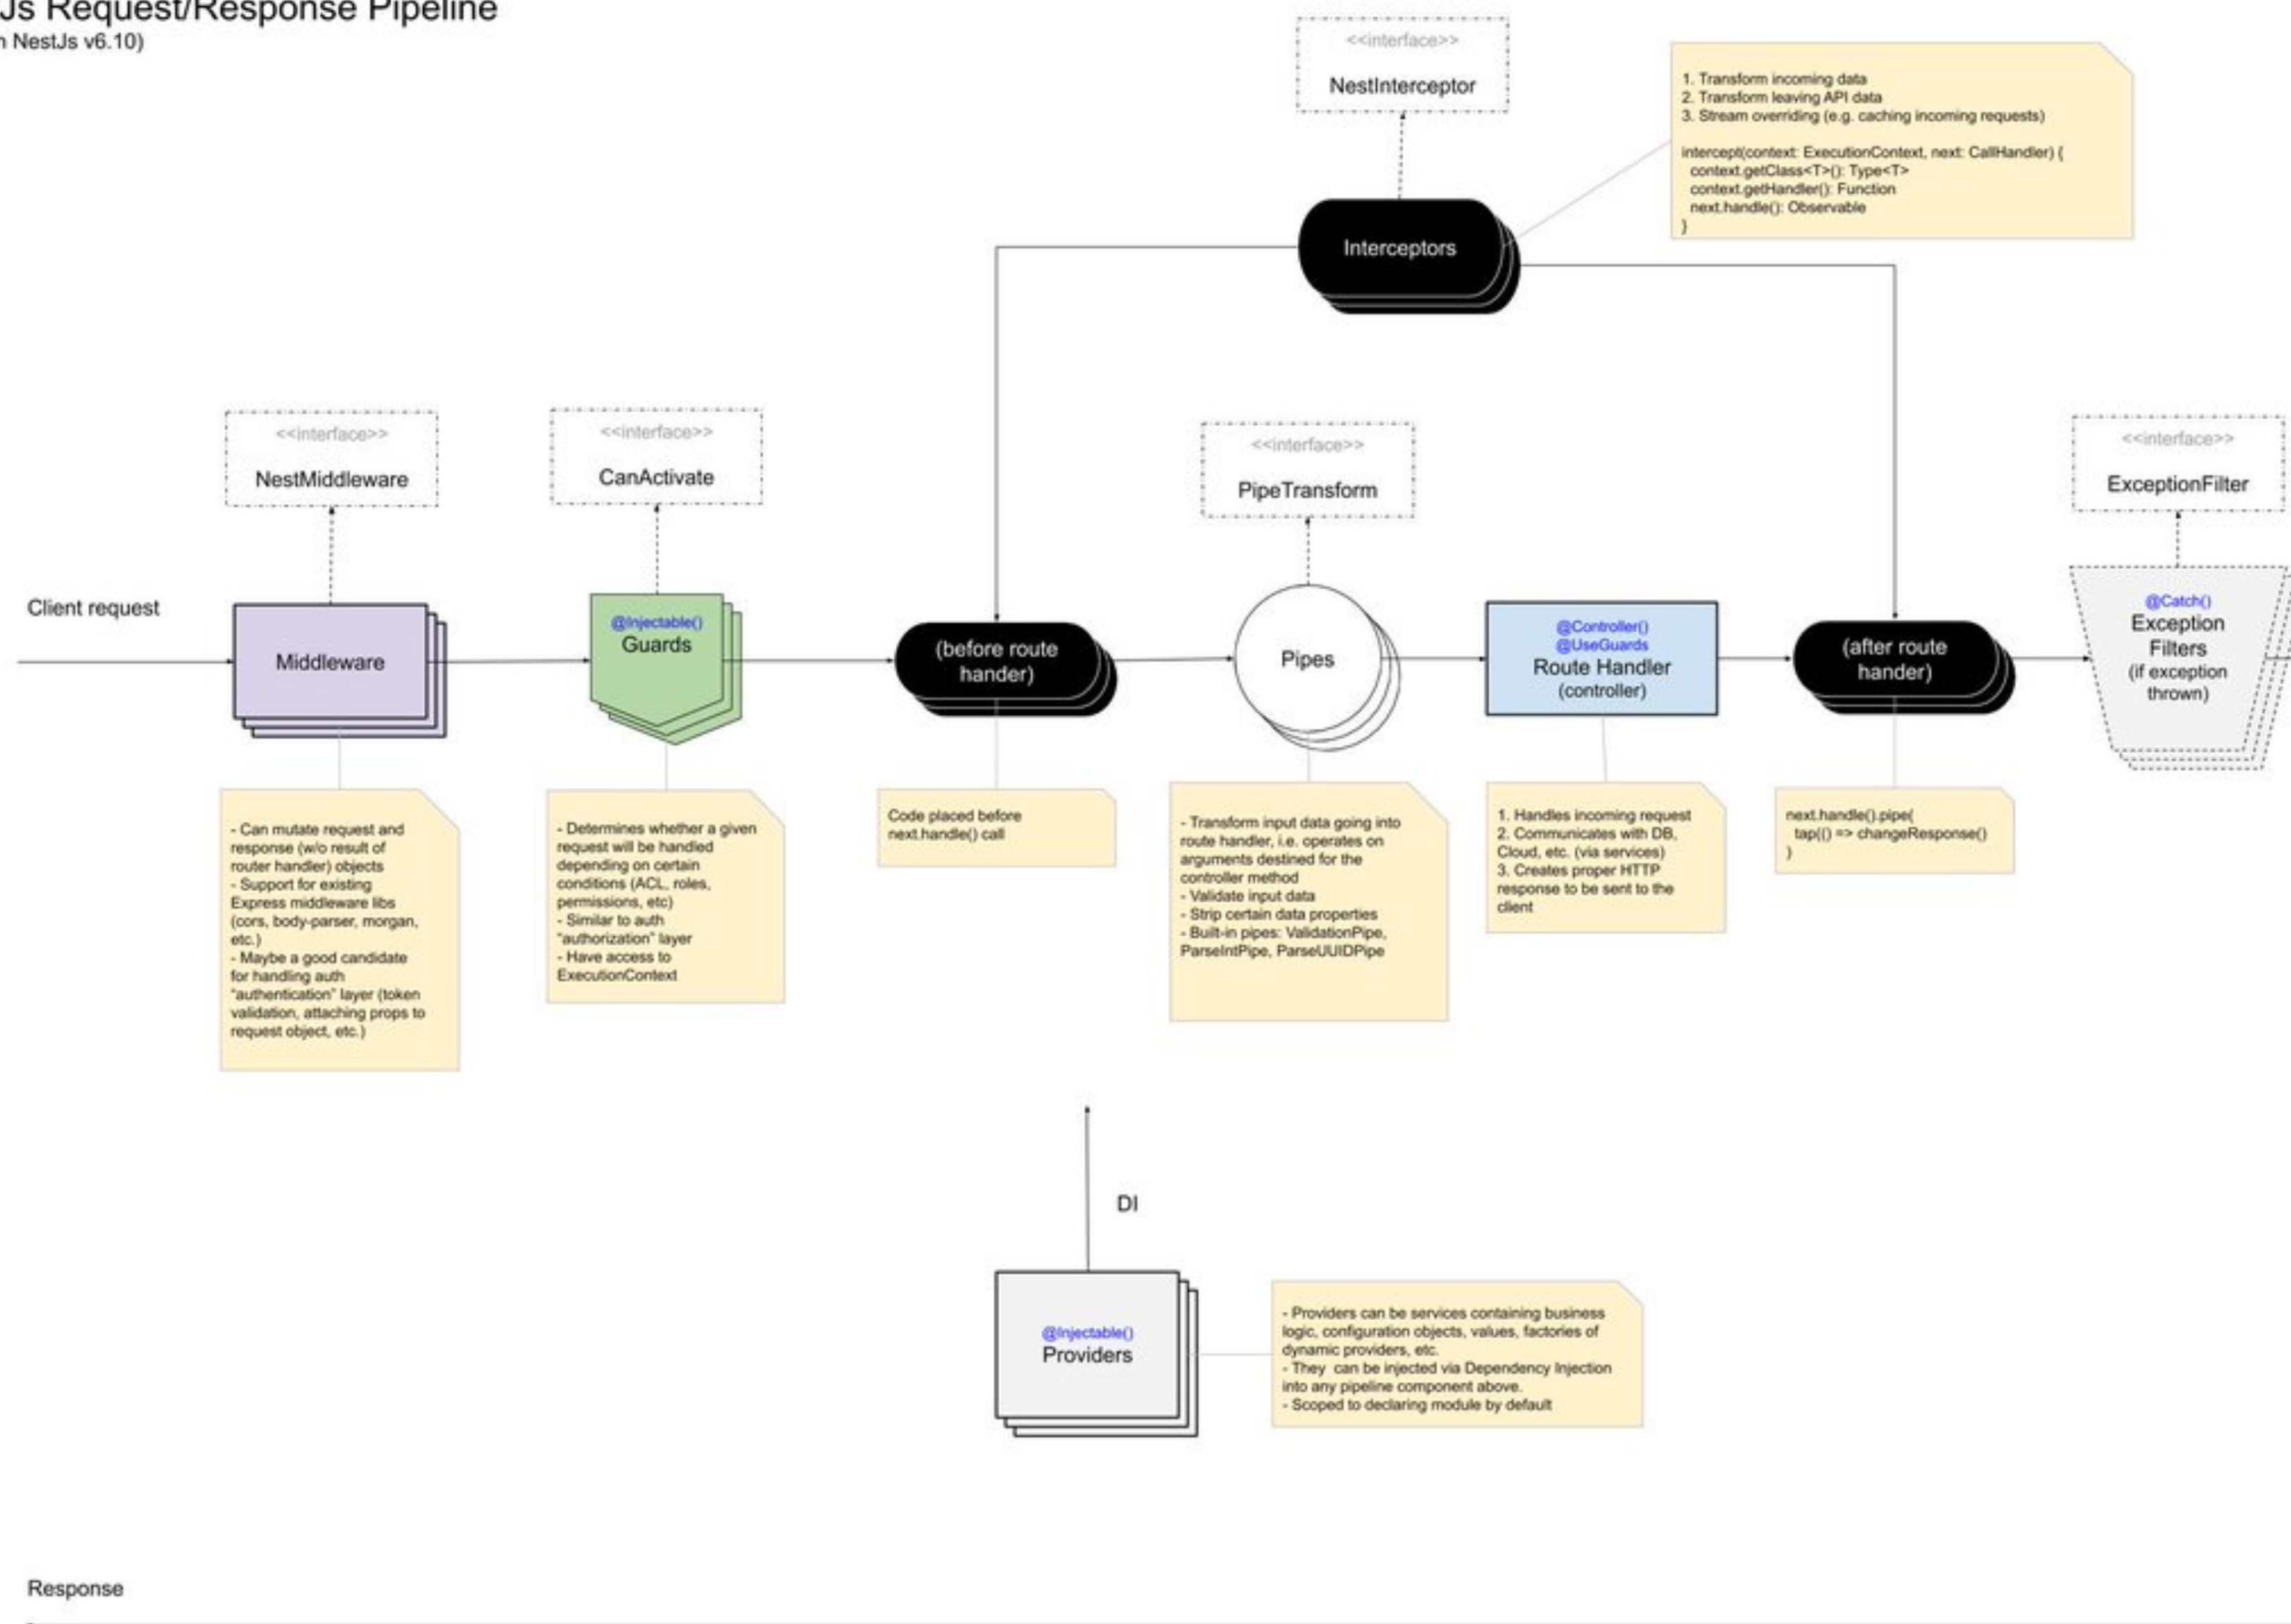 Js Request/Response Pipeline
NestJs v6.10)
<<interface>>
NestInterceptor
1. Transform incoming data
2. Transform leaving API data
3. Stream overriding (e.g. caching incoming requests)
intercept(context: ExecutionContext, next: CallHandler) {
context.getClass<T>(): Type<T>
context.getHandler(): Function
next.handle(): Observable
}
Interceptors
<<interface>>
NestMiddleware
<<interface>>
CanActivate
<<interface>>
PipeTransform
<<interface>>
ExceptionFilter
Client request
Middleware
@Injectable()
Guards
(before route
hander)
Pipes
@Controller()
@UseGuards
Route Handler
(controller)
(after route
hander)
@Catch()
Exception
Filters
(if exception
thrown)
- Can mutate request and
response (w/o result of
router handler) objects
- Support for existing
Express middleware libs
(cors, body-parser, morgan,
etc.)
- Maybe a good candidate
for handling auth
“authentication” layer (token
validation, attaching props to
request object, etc.)
- Determines whether a given
request will be handled
depending on certain
conditions (ACL, roles,
permissions, etc)
- Similar to auth
“authorization” layer
- Have access to
ExecutionContext
Code placed before
next.handle() call
- Transform input data going into
route handler, i.e. operates on
arguments destined for the
controller method
- Validate input data
- Strip certain data properties
- Built-in pipes: ValidationPipe,
ParseIntPipe, ParseUUIDPipe
1. Handles incoming request
2. Communicates with DB,
Cloud, etc. (via services)
3. Creates proper HTTP
response to be sent to the
client
next.handle().pipe(
tap(() => changeResponse()
)
DI
@Injectable()
Providers
- Providers can be services containing business
logic, configuration objects, values, factories of
dynamic providers, etc.
- They can be injected via Dependency Injection
into any pipeline component above.
- Scoped to declaring module by default
Response